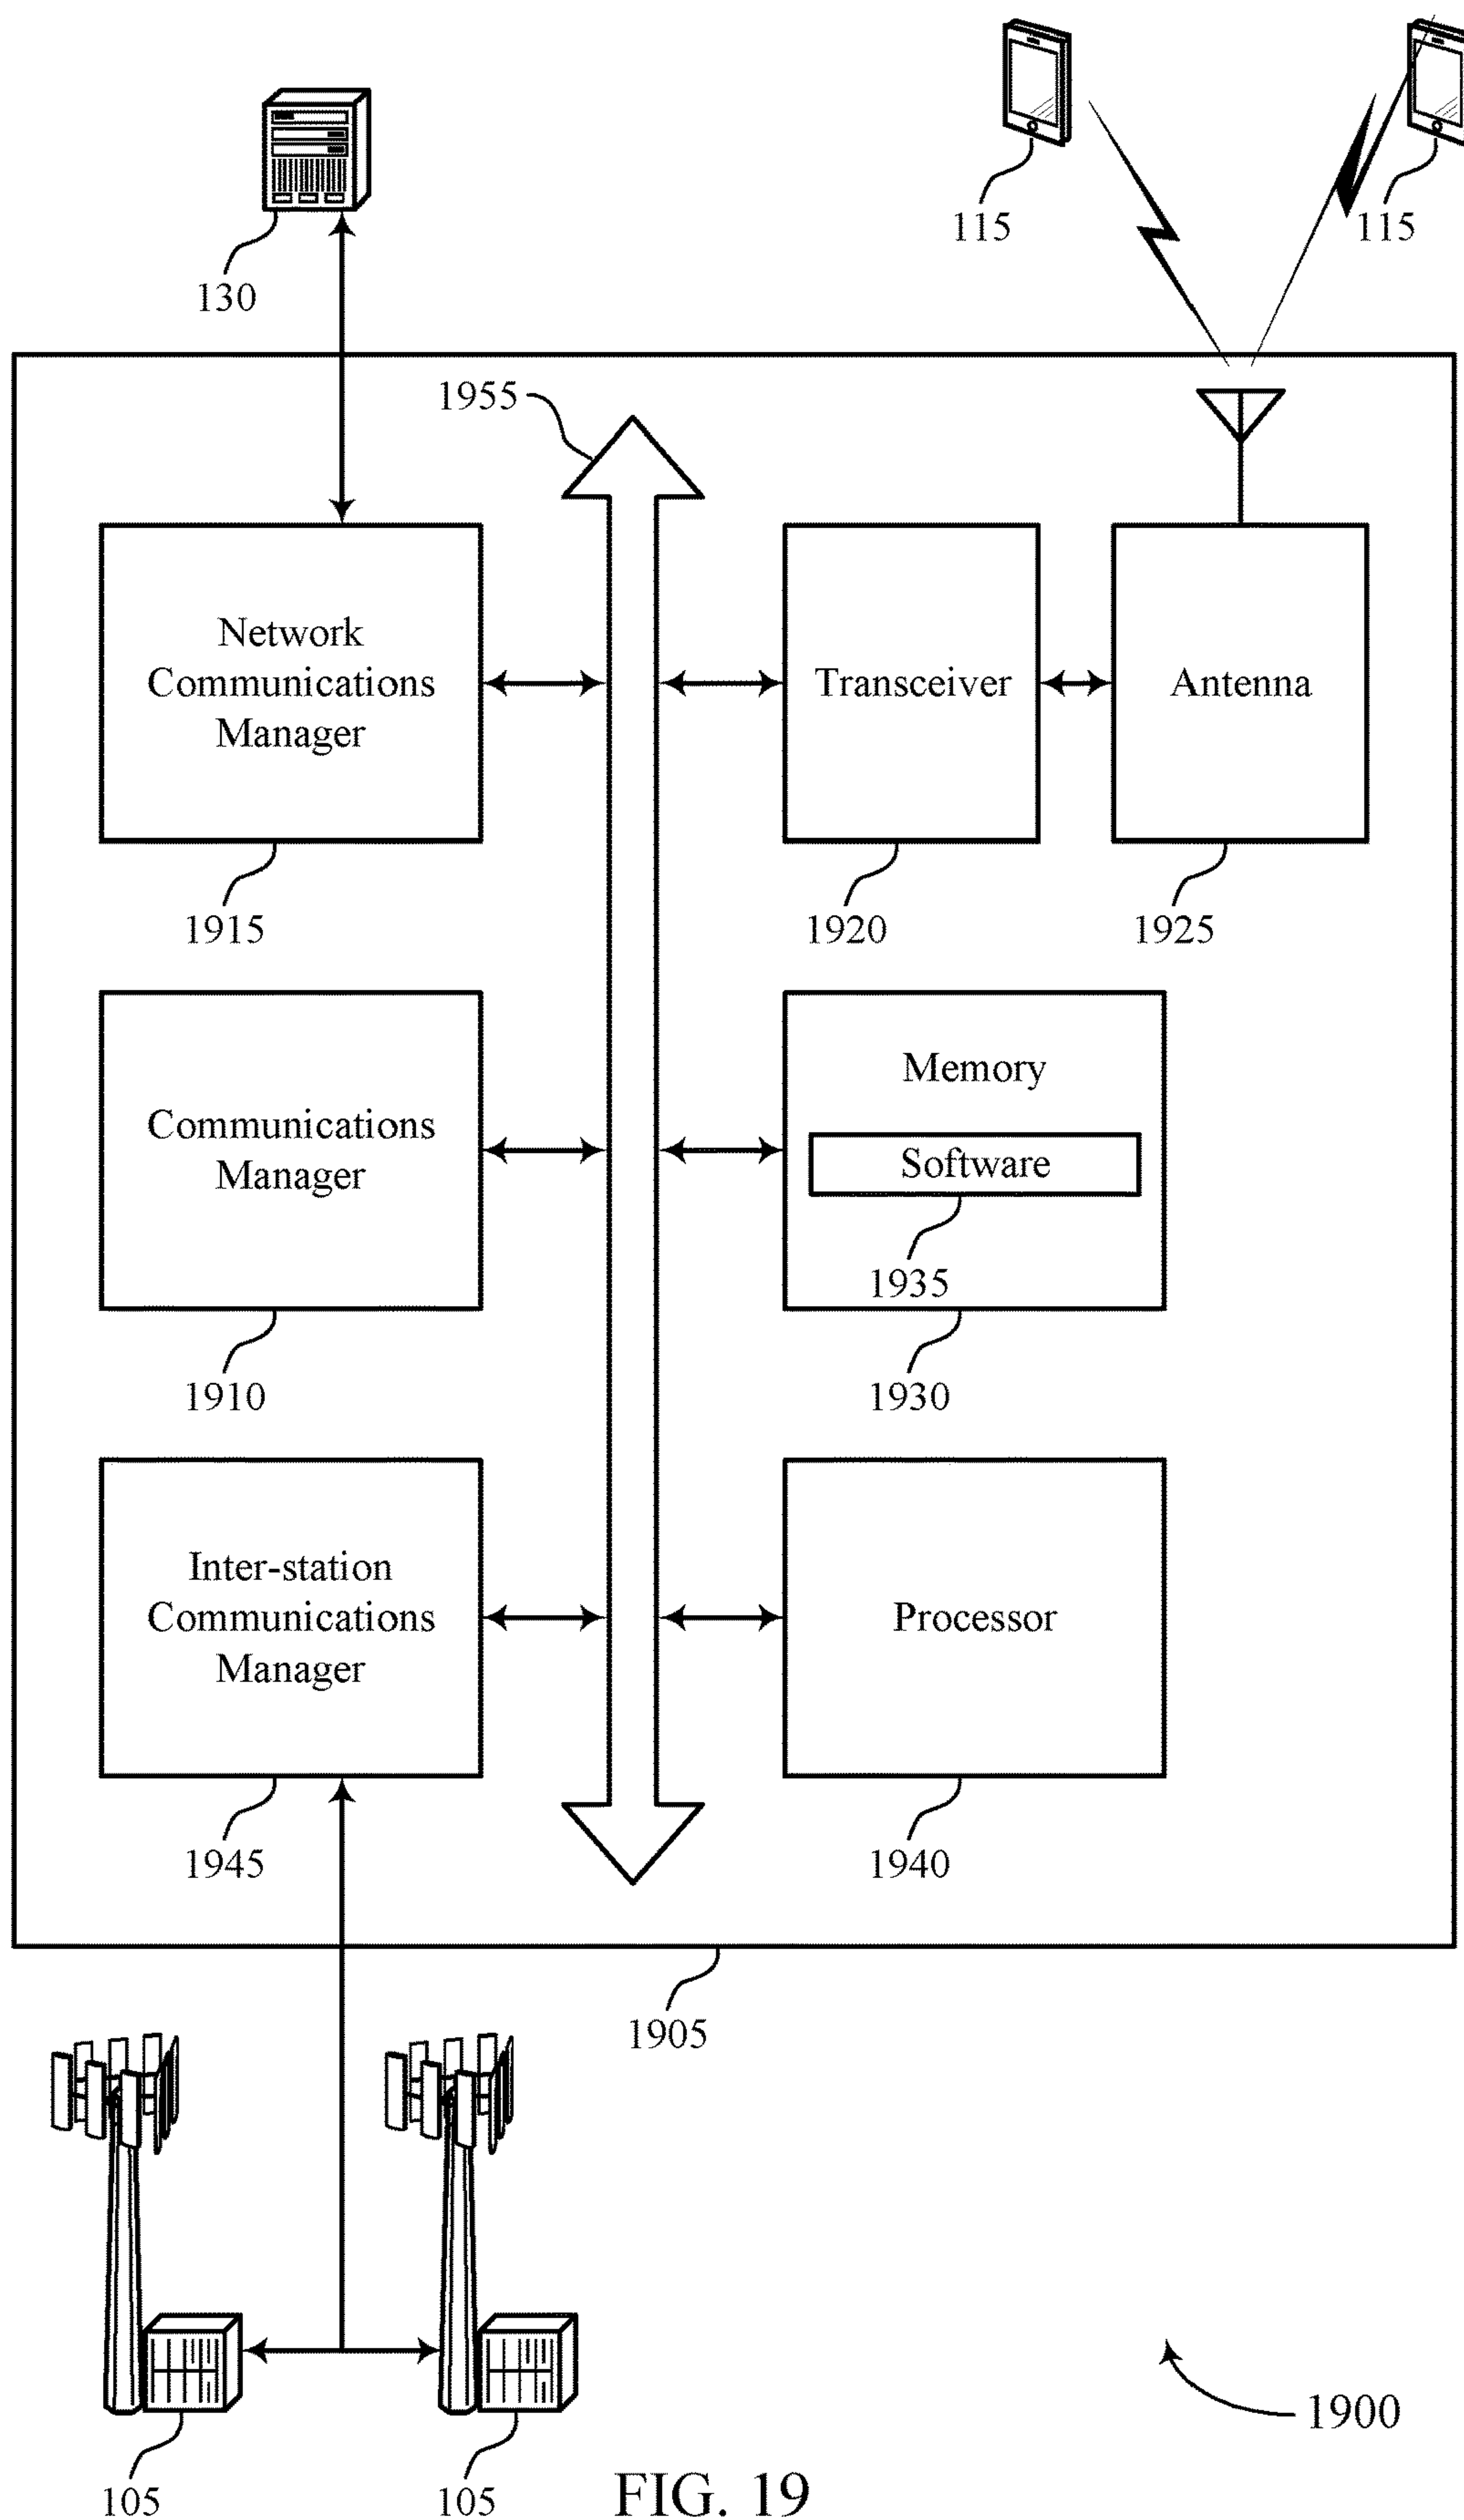 115
115
130
1955
Network
Communications
Manager
Transceiver
Antenna
1915
1920
1925
Communications
Manager
Memory
Software
1935
1910
1930
Inter-station
Communications
Manager
Processor
1945
1940
1905
1900
105
105
FIG. 19